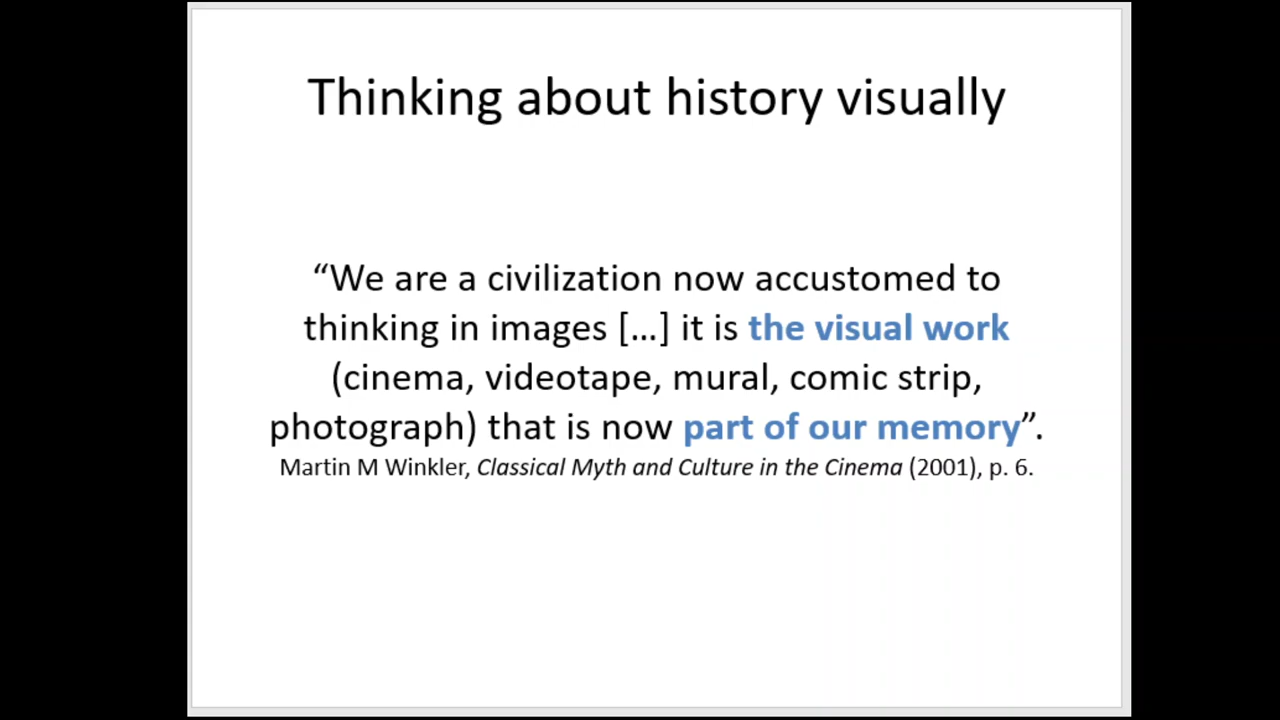 Thinking about history visually
“We are a civilization now accustomed to
thinking in images […] it is the visual work
(cinema, videotape, mural, comic strip,
photograph) that is now part of our memory”.
Martin M Winkler, Classical Myth and Culture in the Cinema (2001), p. 6.